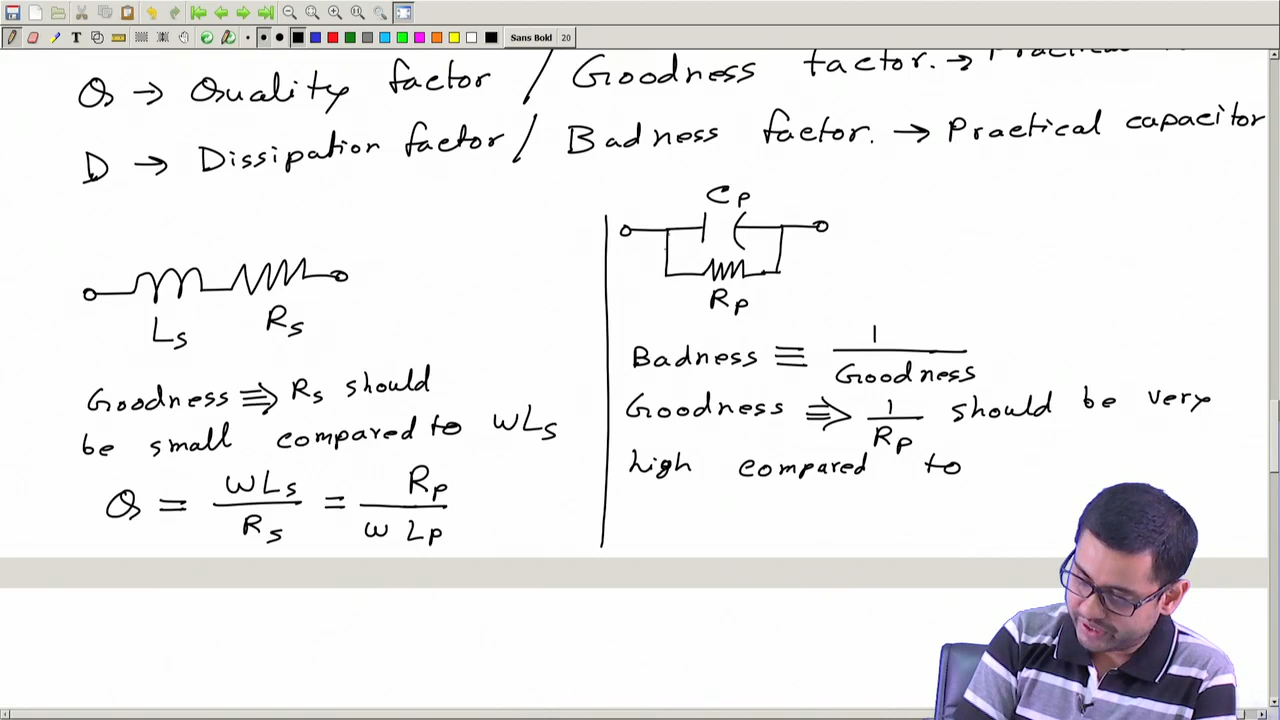 Sans Bold 20
Q → Quality factor / Goodness factor. →
D → Dissipation factor / Badness factor. → Practical capacitor
Ls Rs
Goodness ⇛ Rs should
be small compared to ωLs
Q = ωLs / Rs = Rp / ω Lp
Cp
Rp
Badness ≡ 1 / Goodness
Goodness ⇛ 1 / Rp should be very
high compared to